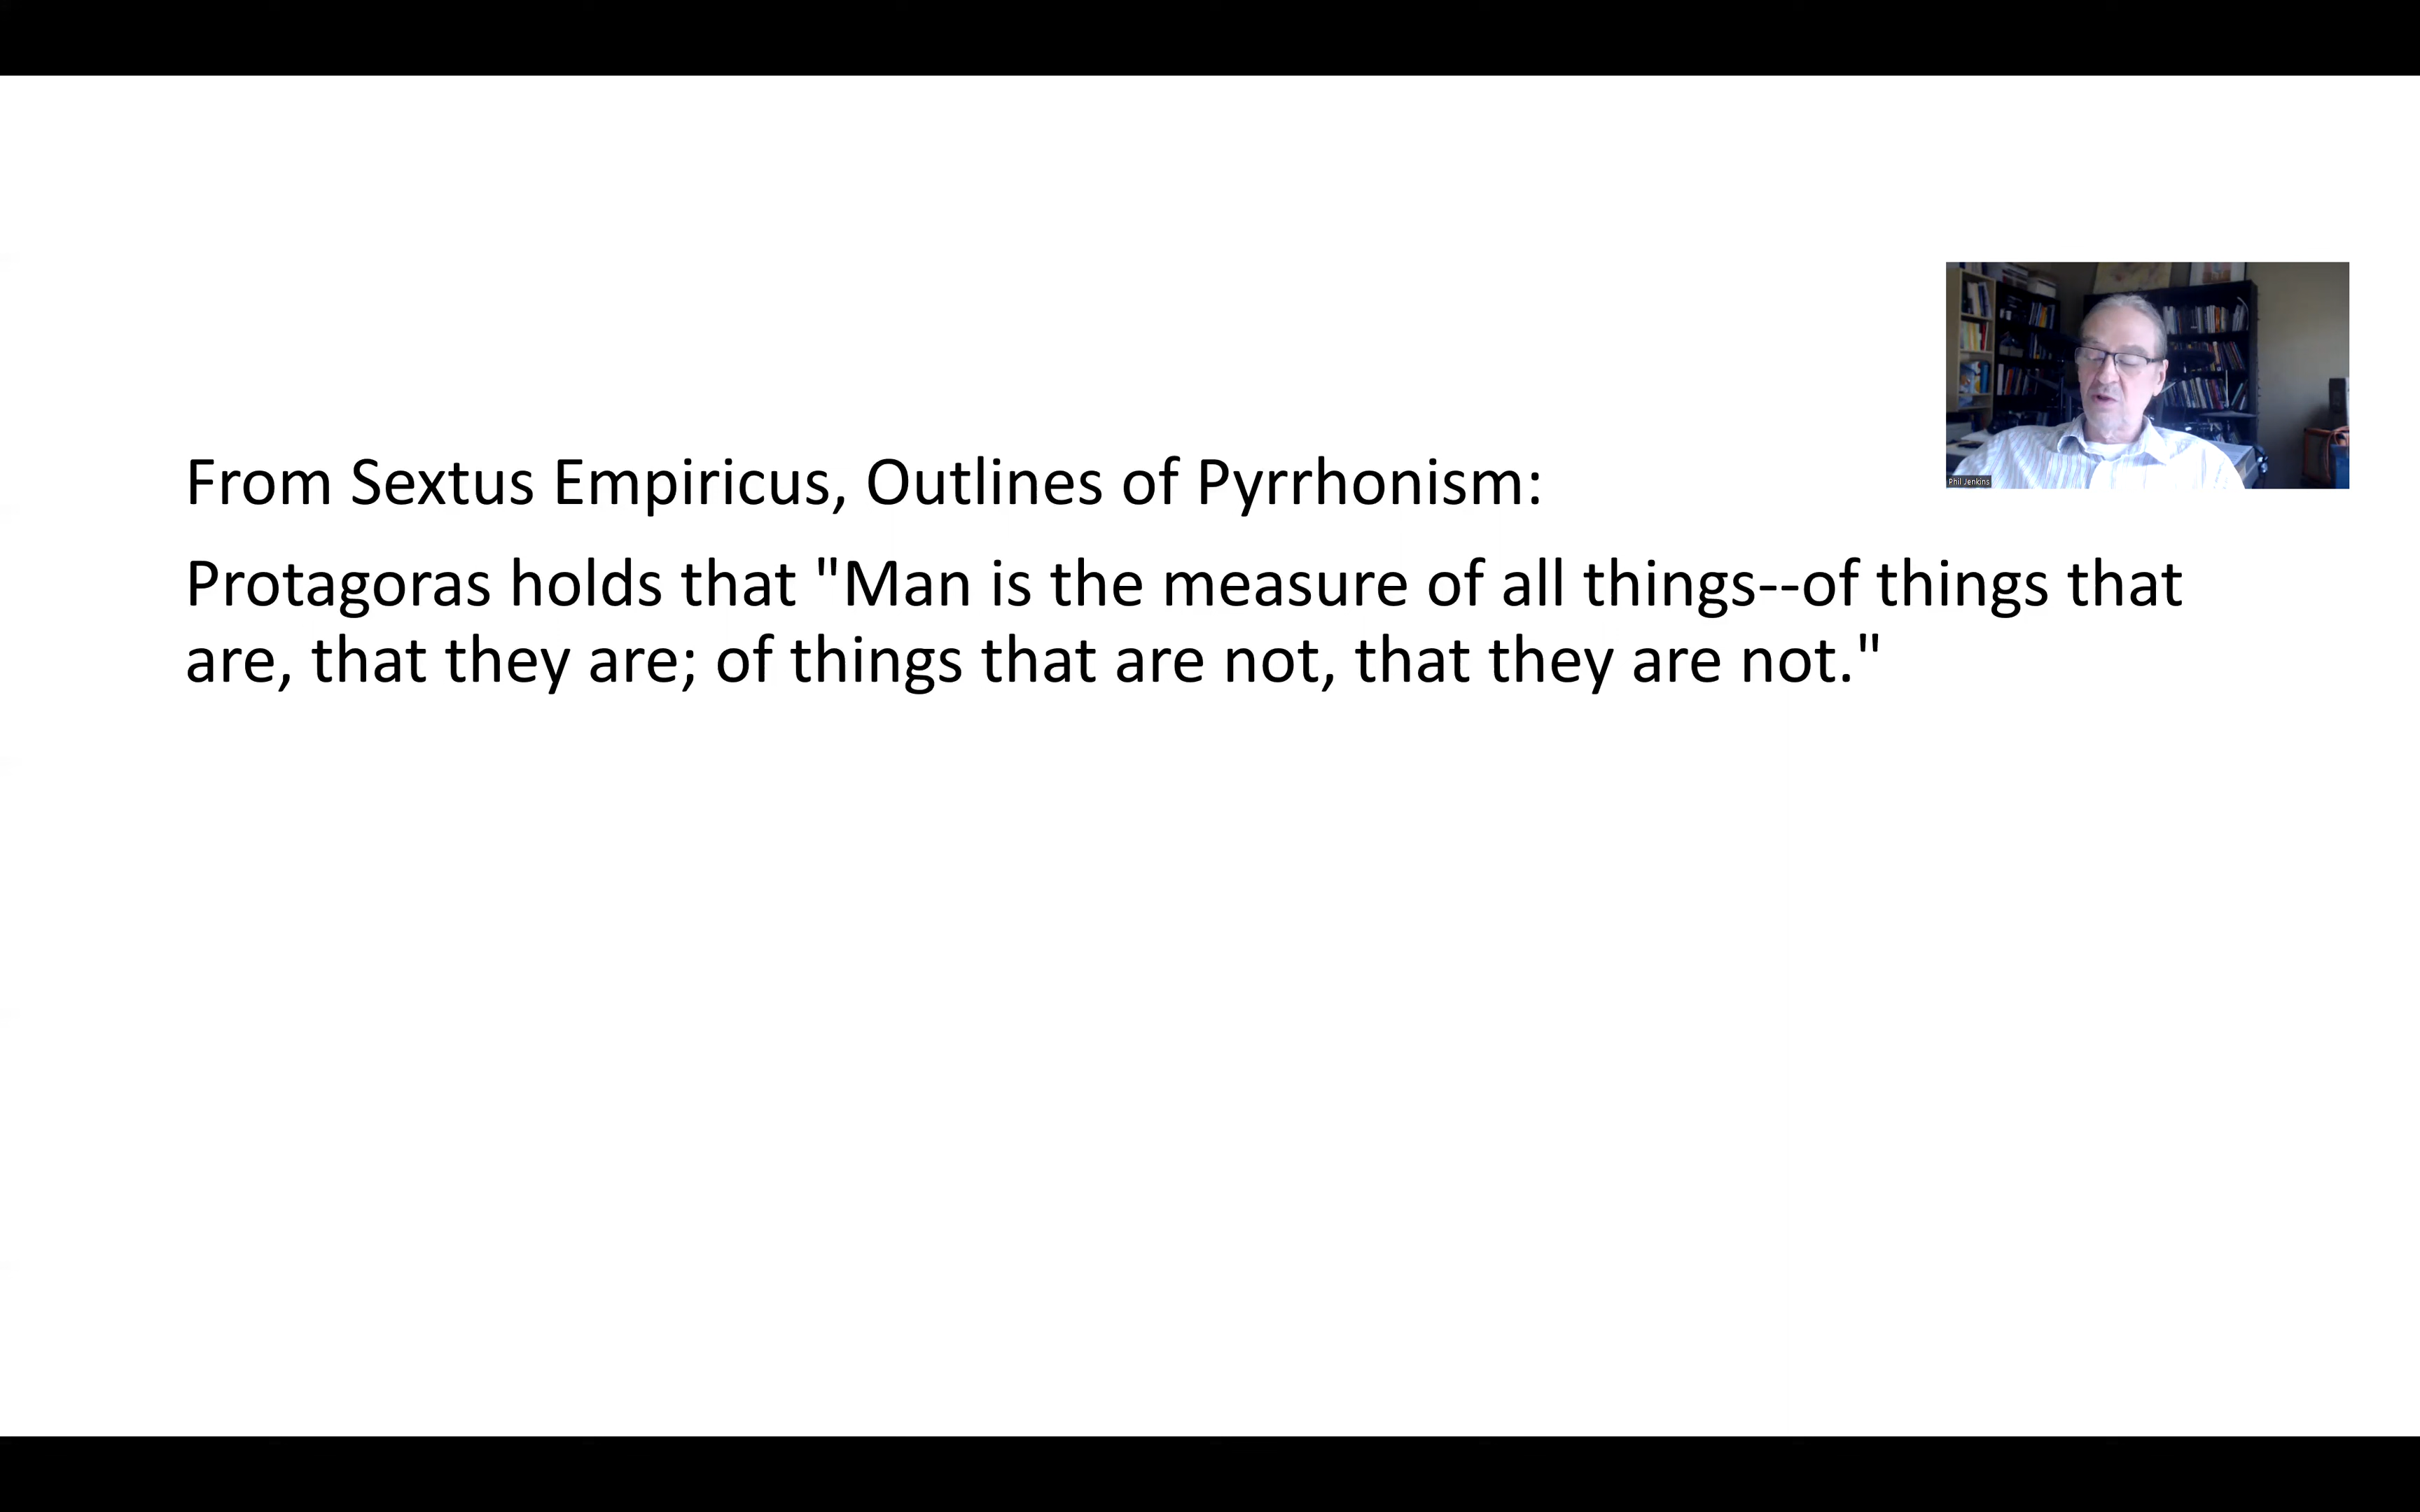 Phil Jenkins
From Sextus Empiricus, Outlines of Pyrrhonism:
Protagoras holds that "Man is the measure of all things--of things that
are, that they are; of things that are not, that they are not."